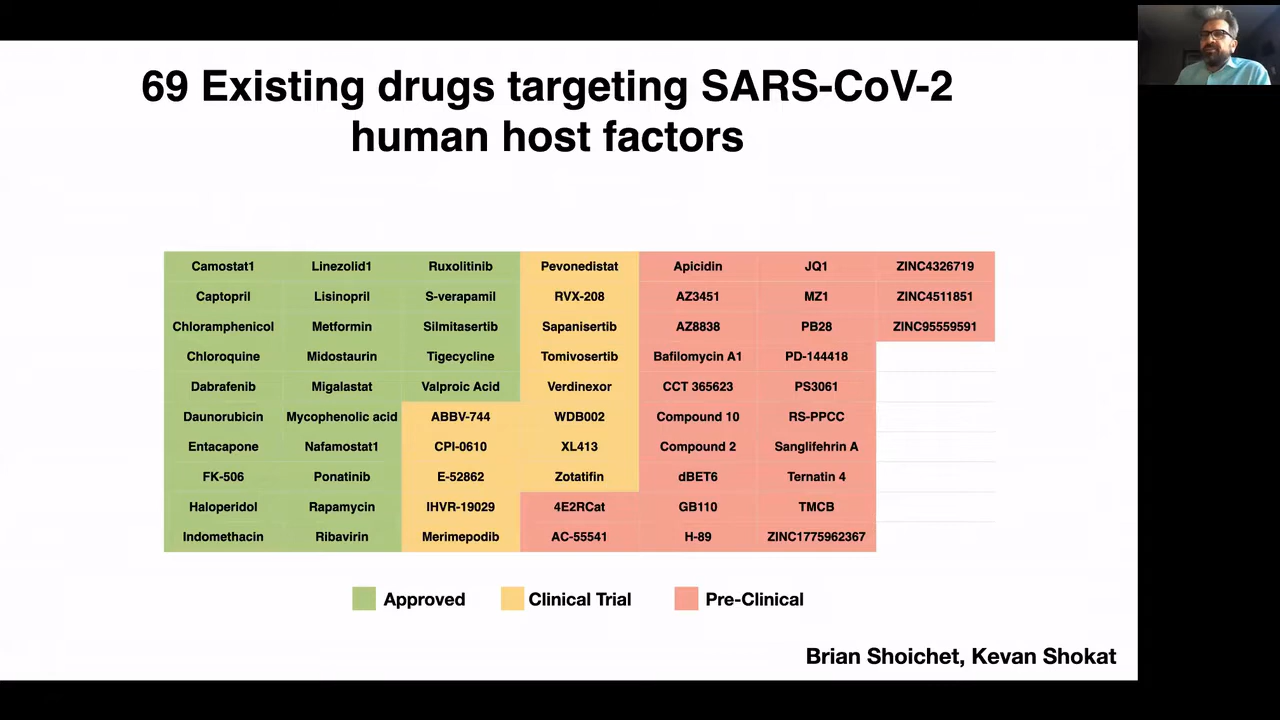 69 Existing drugs targeting SARS-CoV-2
human host factors
Camostat1 Linezolid1 Ruxolitinib Pevonedistat Apicidin JQ1 ZINC4326719
Captopril Lisinopril S-verapamil RVX-208 AZ3451 MZ1 ZINC4511851
Chloramphenicol Metformin Silmitasertib Sapanisertib AZ8838 PB28 ZINC95559591
Chloroquine Midostaurin Tigecycline Tomivosertib Bafilomycin A1 PD-144418
Dabrafenib Migalastat Valproic Acid Verdinexor CCT 365623 PS3061
Daunorubicin Mycophenolic acid ABBV-744 WDB002 Compound 10 RS-PPCC
Entacapone Nafamostat1 CPI-0610 XL413 Compound 2 Sanglifehrin A
FK-506 Ponatinib E-52862 Zotatifin dBET6 Ternatin 4
Haloperidol Rapamycin IHVR-19029 4E2RCat GB110 TMCB
Indomethacin Ribavirin Merimepodib AC-55541 H-89 ZINC1775962367
Approved Clinical Trial Pre-Clinical
Brian Shoichet, Kevan Shokat